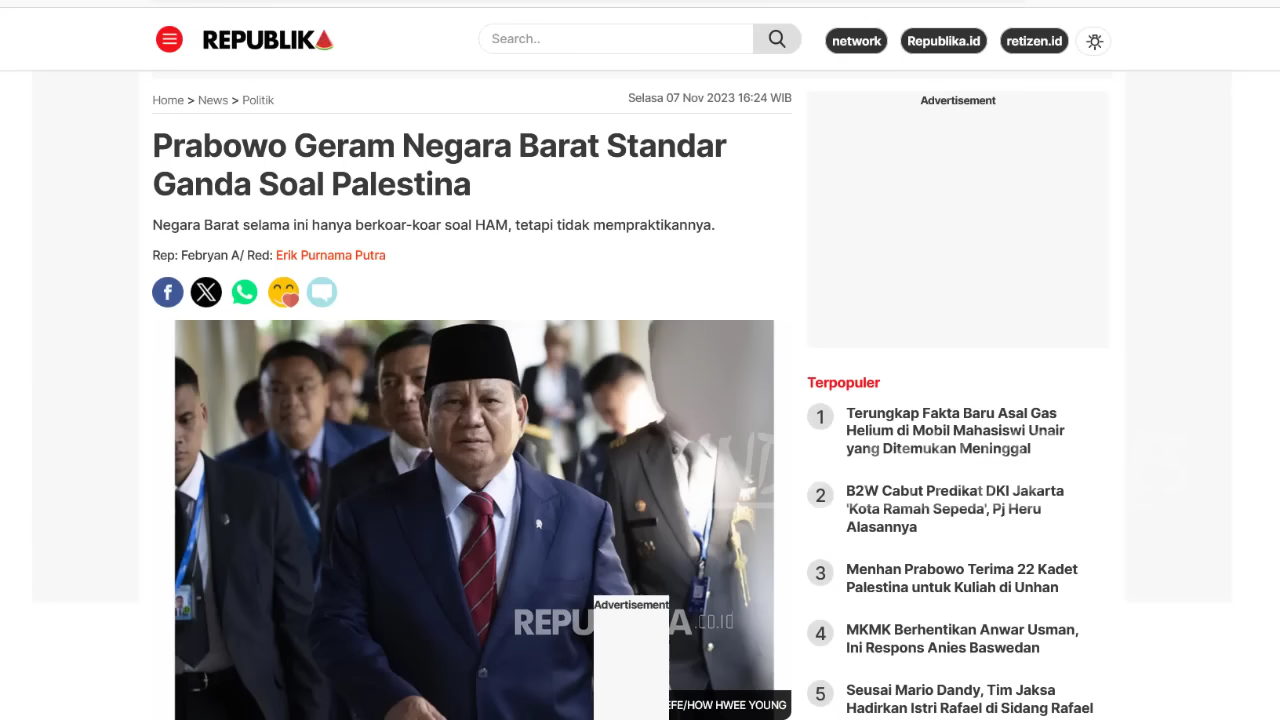 REPUBLIK
Search..
network
Republika.id
retizen.id
Home > News > Politik
Selasa 07 Nov 2023 16:24 WIB
Prabowo Geram Negara Barat Standar
Ganda Soal Palestina
Negara Barat selama ini hanya berkoar-koar soal HAM, tetapi tidak mempraktikannya.
Rep: Febryan A/ Red: Erik Purnama Putra
REPU
A.co.id
Advertisement
EFE/HOW HWEE YOUNG
Advertisement
Terpopuler
1 Terungkap Fakta Baru Asal Gas
Helium di Mobil Mahasiswi Unair
yang Ditemukan Meninggal
2 B2W Cabut Predikat DKI Jakarta
'Kota Ramah Sepeda', Pj Heru
Alasannya
3 Menhan Prabowo Terima 22 Kadet
Palestina untuk Kuliah di Unhan
4 MKMK Berhentikan Anwar Usman,
Ini Respons Anies Baswedan
5 Seusai Mario Dandy, Tim Jaksa
Hadirkan Istri Rafael di Sidang Rafael